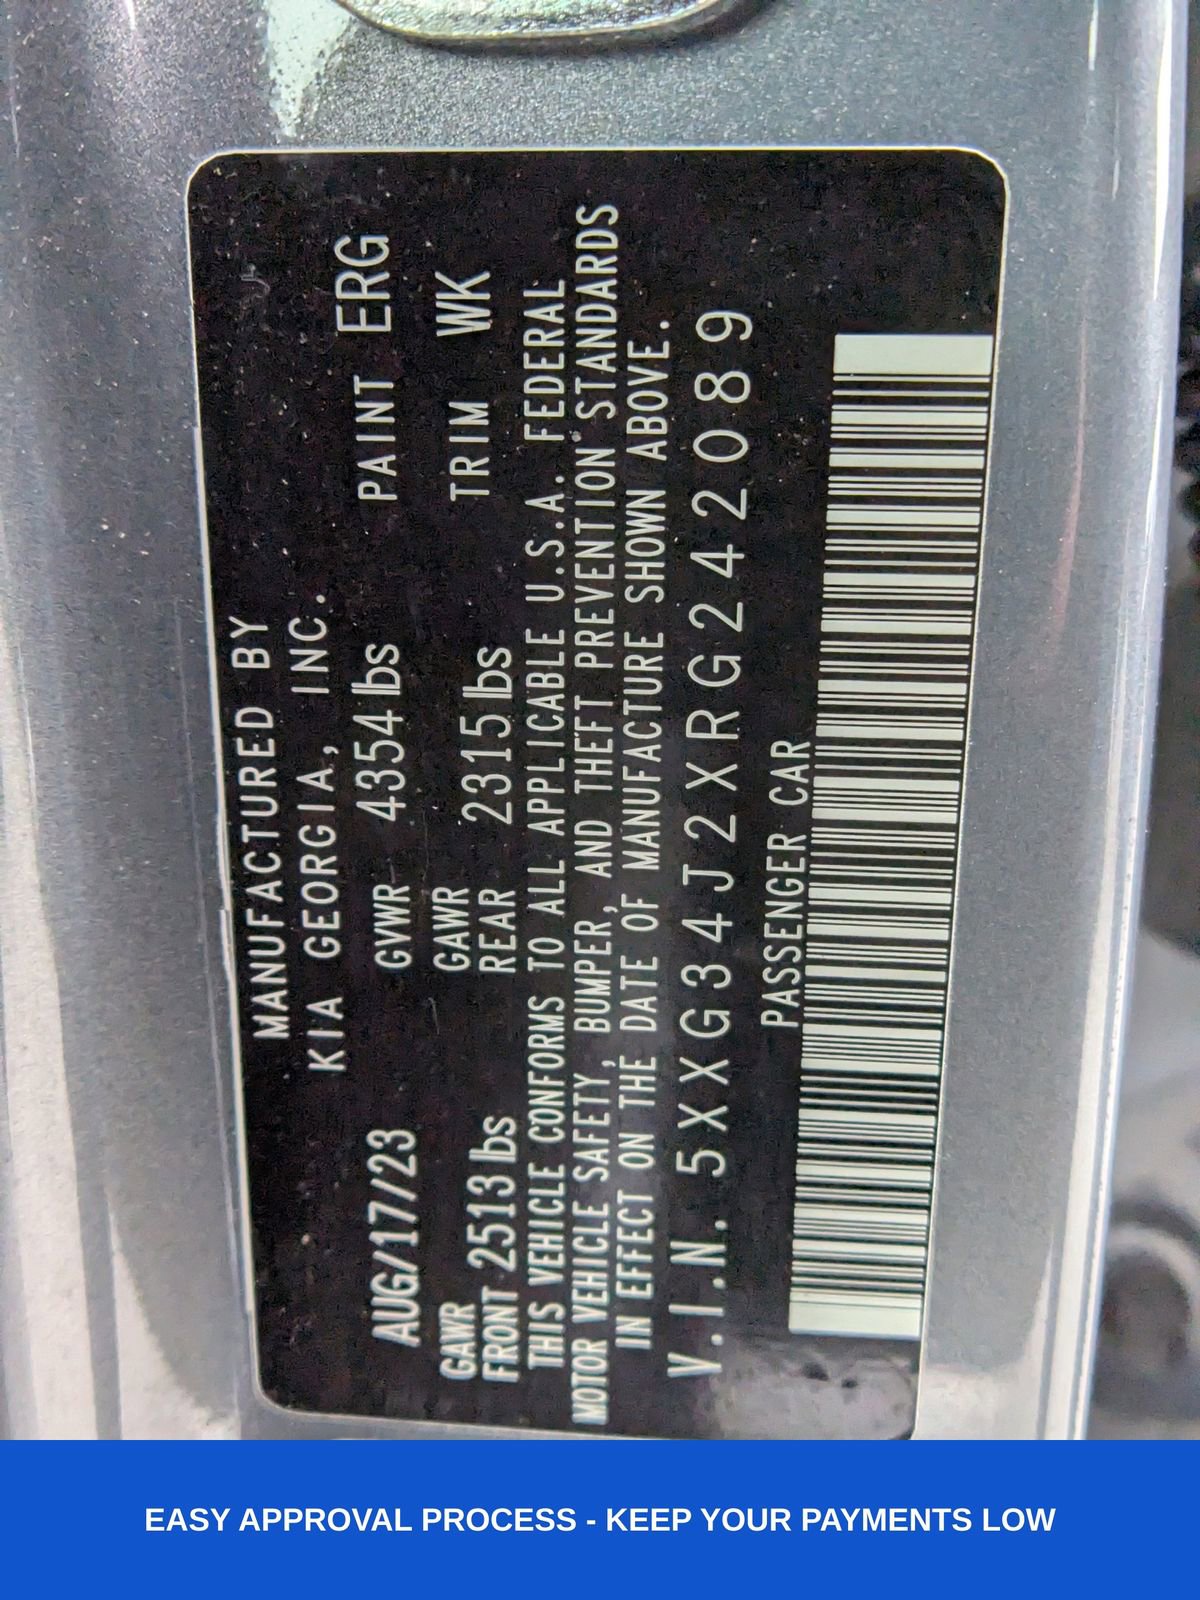 MANUFACTURED BY
KIA GEORGIA, INC.
AUG/17/23 GVWR 4354 lbs PAINT ERG
GAWR FRONT 2513 lbs GAWR REAR 2315 lbs TRIM WK
THIS VEHICLE CONFORMS TO ALL APPLICABLE U.S.A. FEDERAL
MOTOR VEHICLE SAFETY, BUMPER, AND THEFT PREVENTION STANDARDS
IN EFFECT ON THE DATE OF MANUFACTURE SHOWN ABOVE.
V.I.N. 5XXG34J2XRG242089
PASSENGER CAR
EASY APPROVAL PROCESS - KEEP YOUR PAYMENTS LOW